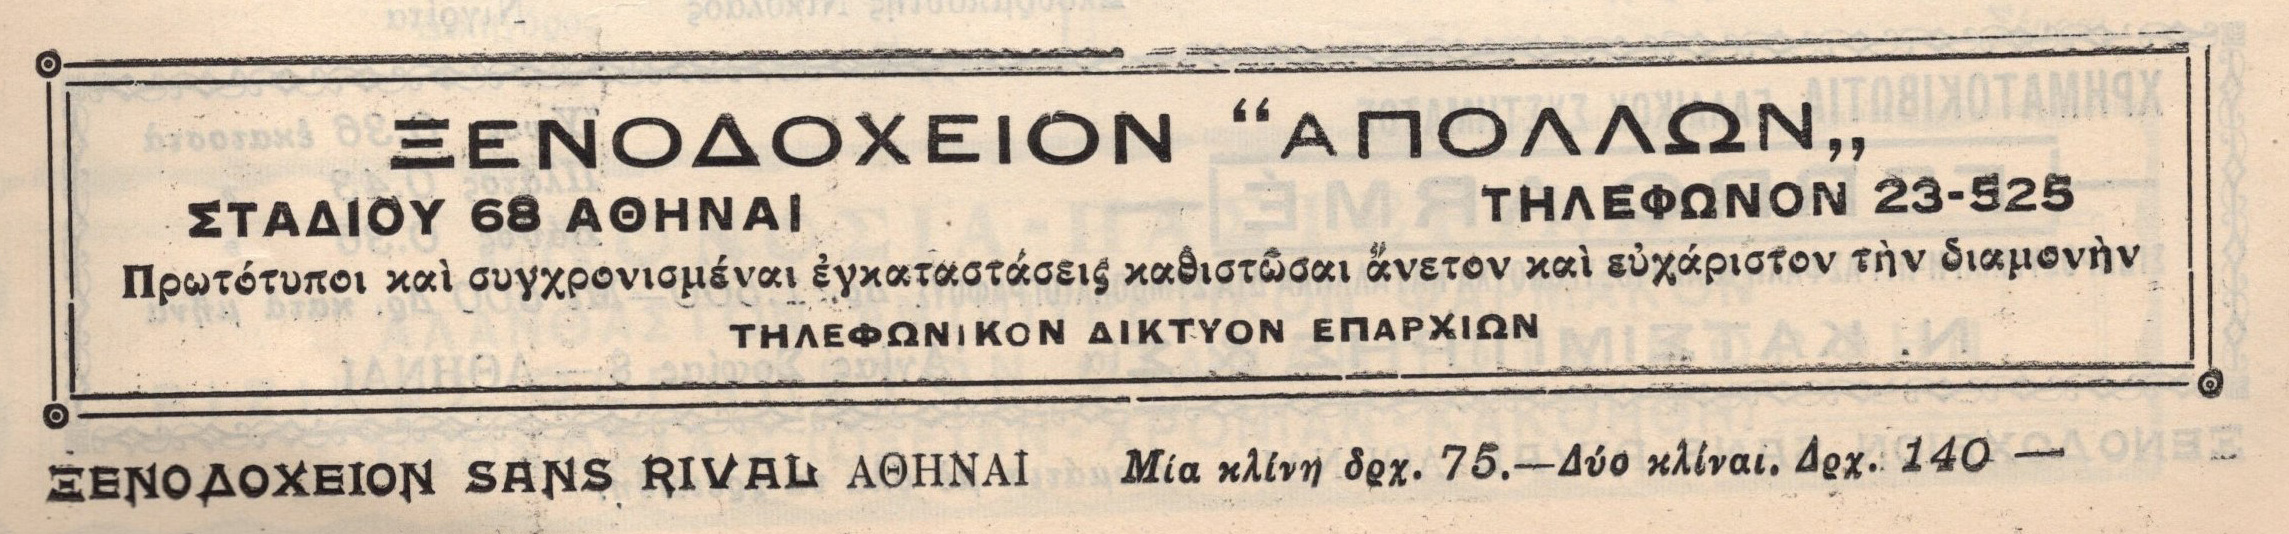 ΞΕΝΟΔΟΧΕΙΟΝ “ΑΠΟΛΛΩΝ„
ΣΤΑΔΙΟΥ 68 ΑΘΗΝΑΙ ΤΗΛΕΦΩΝΟΝ 23-525
Πρωτότυποι καὶ συγχρονισμέναι ἐγκαταστάσεις καθιστῶσαι ἄνετον καὶ εὐχάριστον τὴν διαμονὴν
ΤΗΛΕΦΩΝΙΚΟΝ ΔΙΚΤΥΟΝ ΕΠΑΡΧΙΩΝ
ΞΕΝΟΔΟΧΕΙΟΝ SANS RIVAL ΑΘΗΝΑΙ Μία κλίνη δρχ. 75.—Δύο κλίναι. Δρχ. 140 —